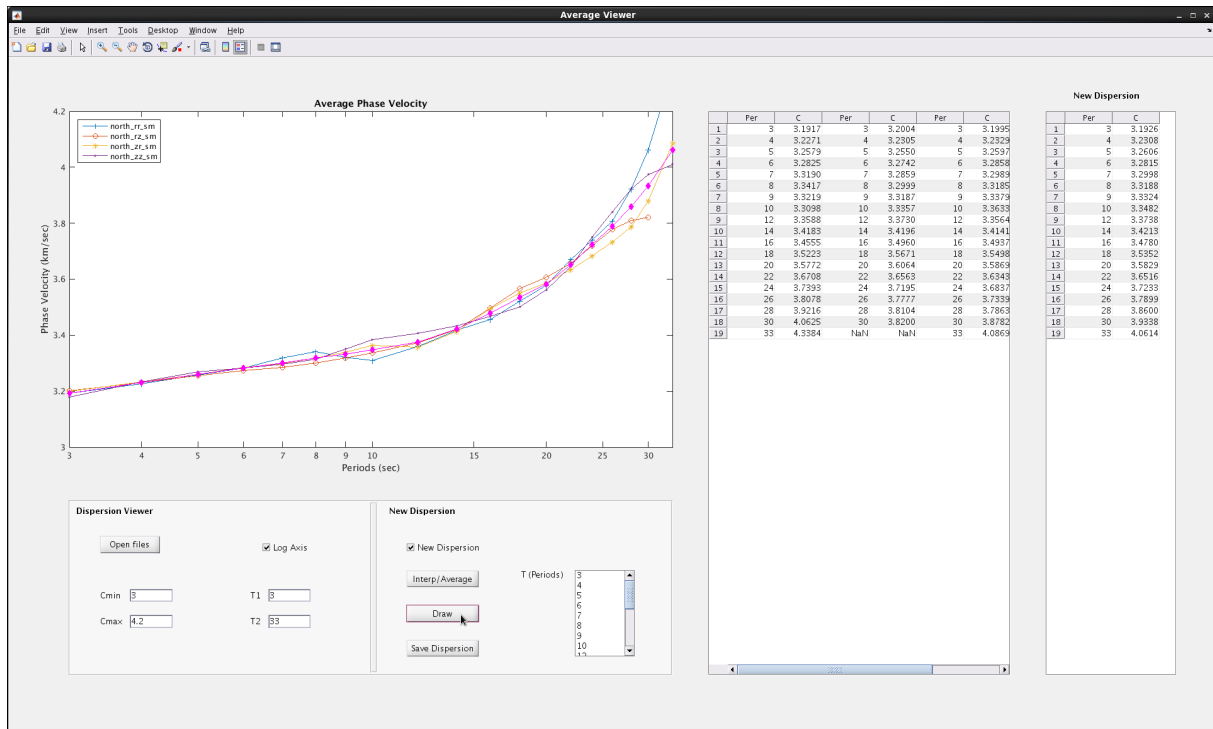 Average Viewer
File Edit View Insert Tools Desktop Window Help
Average Phase Velocity
4.2
4
3.8
3.6
3.4
3.2
3
Phase Velocity (km/sec)
north_rr_sm
north_rz_sm
north_zr_sm
north_zz_sm
3 4 5 6 7 8 9 10 15 20 25 30
Periods (sec)
Per C Per C Per C
1 3 3.1917 3 3.2004 3 3.1995
2 4 3.2271 4 3.2305 4 3.2329
3 5 3.2579 5 3.2550 5 3.2597
4 6 3.2825 6 3.2742 6 3.2858
5 7 3.3190 7 3.2859 7 3.2989
6 8 3.3417 8 3.2999 8 3.3185
7 9 3.3219 9 3.3187 9 3.3379
8 10 3.3098 10 3.3357 10 3.3633
9 12 3.3588 12 3.3730 12 3.3564
10 14 3.4183 14 3.4196 14 3.4141
11 16 3.4555 16 3.4960 16 3.4937
12 18 3.5223 18 3.5671 18 3.5498
13 20 3.5772 20 3.6064 20 3.5869
14 22 3.6708 22 3.6563 22 3.6343
15 24 3.7393 24 3.7195 24 3.6837
16 26 3.8078 26 3.7777 26 3.7339
17 28 3.9216 28 3.8104 28 3.7863
18 30 4.0625 30 3.8200 30 3.8782
19 33 4.3384 NaN NaN 33 4.0869
New Dispersion
Per C
1 3 3.1926
2 4 3.2308
3 5 3.2606
4 6 3.2815
5 7 3.2998
6 8 3.3188
7 9 3.3324
8 10 3.3482
9 12 3.3738
10 14 3.4213
11 16 3.4780
12 18 3.5352
13 20 3.5829
14 22 3.6516
15 24 3.7233
16 26 3.7899
17 28 3.8600
18 30 3.9338
19 33 4.0614
Dispersion Viewer
Open files
Log Axis
Cmin 3 T1 3
Cmax 4.2 T2 33
New Dispersion
New Dispersion
Interp/Average
Draw
Save Dispersion
T (Periods)
3
4
5
6
7
8
9
10
12